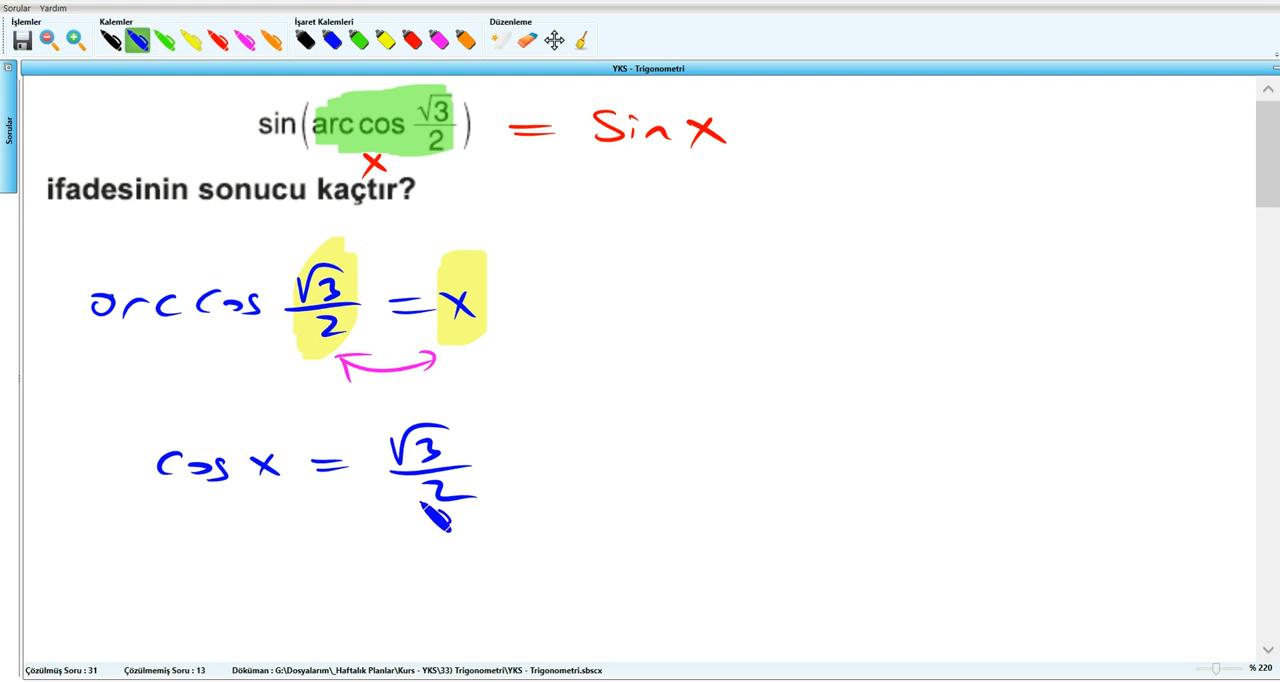 Sorular Yardım
İşlemler Kalemler İşaret Kalemleri Düzenleme
YKS - Trigonometri
Sorular
sin(arc cos √3/2) = Sin x
x
ifadesinin sonucu kaçtır?
arc cos √3/2 = x
cos x = √3/2
Çözülmüş Soru : 31 Çözülmemiş Soru : 13 Döküman : G:\Dosyalarım\_Haftalık Planlar\Kurs - YKS\33) Trigonometri\YKS - Trigonometri.sbscx % 220